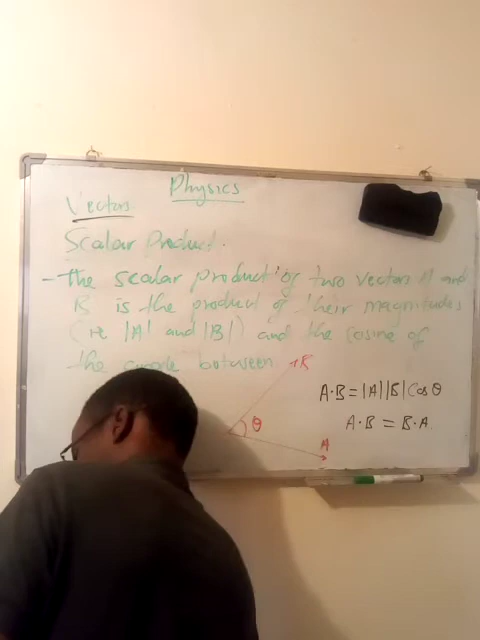 Physics
Vectors
Scalar Product.
- The scalar product of two vectors A and
B is the product of their magnitudes
(ie |A| and |B|) and the cosine of
the angle between
B
θ
A
A·B = |A||B| Cos θ
A·B = B·A.